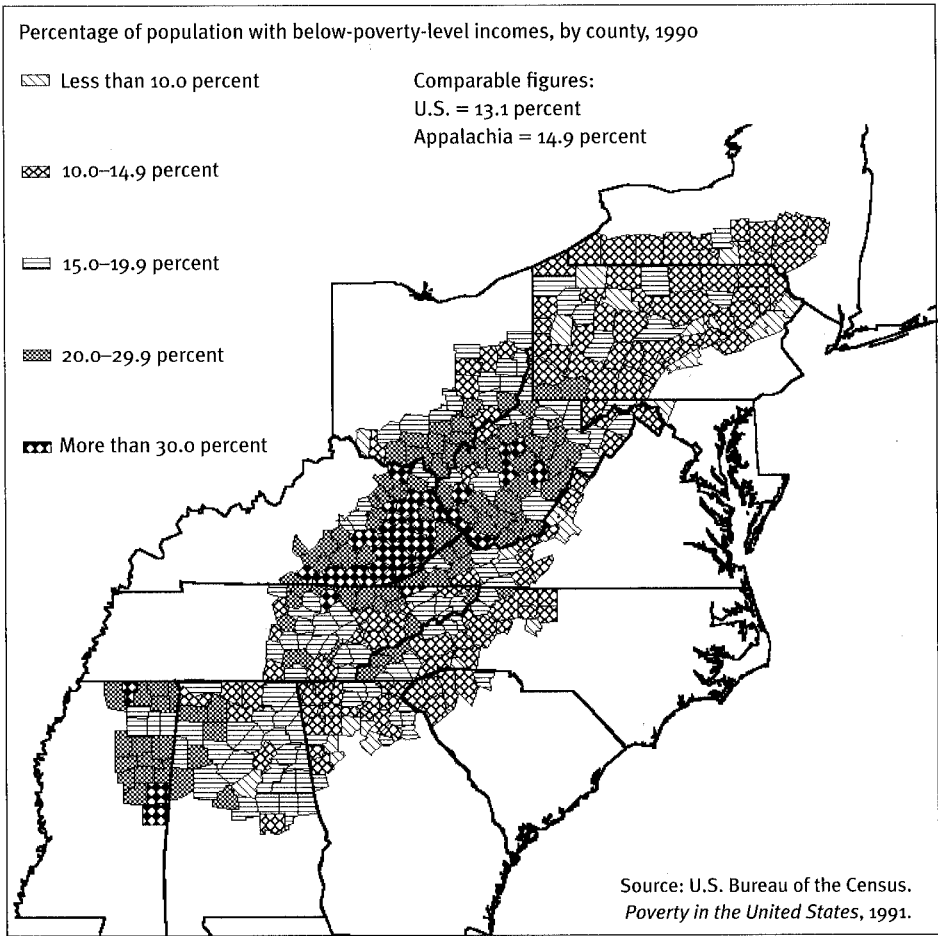 Percentage of population with below-poverty-level incomes, by county, 1990
Less than 10.0 percent
10.0–14.9 percent
15.0–19.9 percent
20.0–29.9 percent
More than 30.0 percent
Comparable figures:
U.S. = 13.1 percent
Appalachia = 14.9 percent
Source: U.S. Bureau of the Census.
Poverty in the United States, 1991.